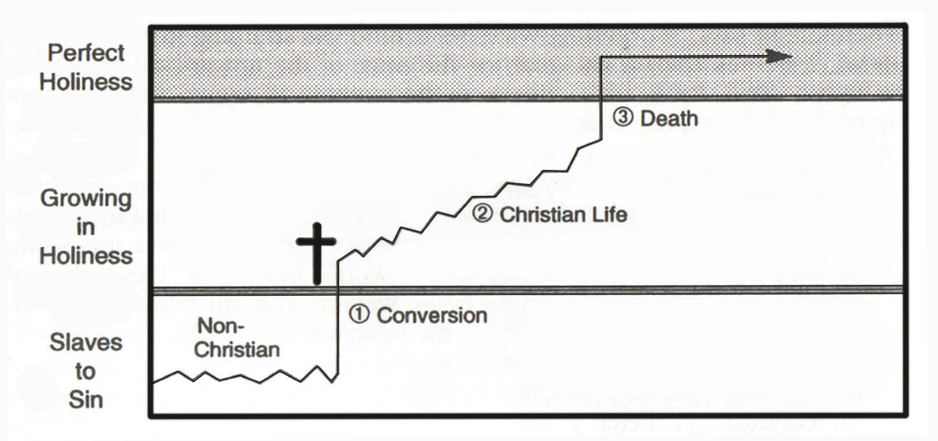 Perfect
Holiness
③ Death
Growing
in
Holiness
② Christian Life
① Conversion
Non-
Christian
Slaves
to
Sin